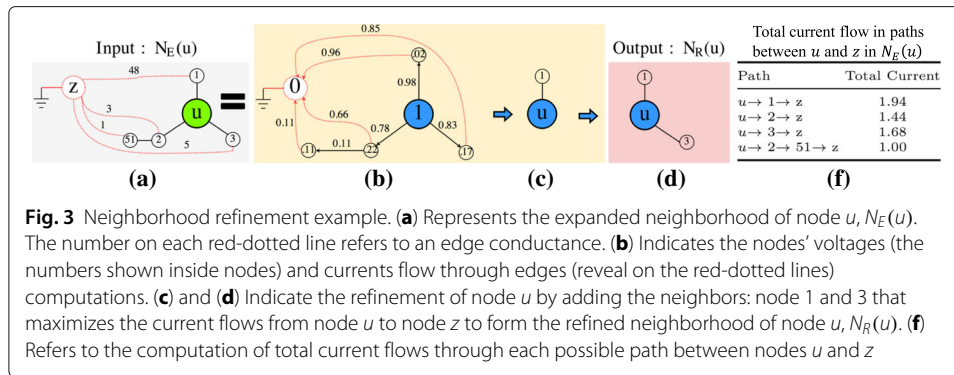 Input : N_E(u)
z
48
1
u
3
1
51
2
3
5
(a)
0.85
0.96
.02
0
0.98
1
0.66
0.11
0.78
0.83
.11
0.11
.22
.17
(b)
1
u
(c)
Output : N_R(u)
1
u
3
(d)
Total current flow in paths
between u and z in N_E(u)
Path Total Current
u→ 1→ z 1.94
u→ 2→ z 1.44
u→ 3→ z 1.68
u→ 2→ 51→ z 1.00
(f)
Fig. 3 Neighborhood refinement example. (a) Represents the expanded neighborhood of node u, N_E(u).
The number on each red-dotted line refers to an edge conductance. (b) Indicates the nodes' voltages (the
numbers shown inside nodes) and currents flow through edges (reveal on the red-dotted lines)
computations. (c) and (d) Indicate the refinement of node u by adding the neighbors: node 1 and 3 that
maximizes the current flows from node u to node z to form the refined neighborhood of node u, N_R(u). (f)
Refers to the computation of total current flows through each possible path between nodes u and z